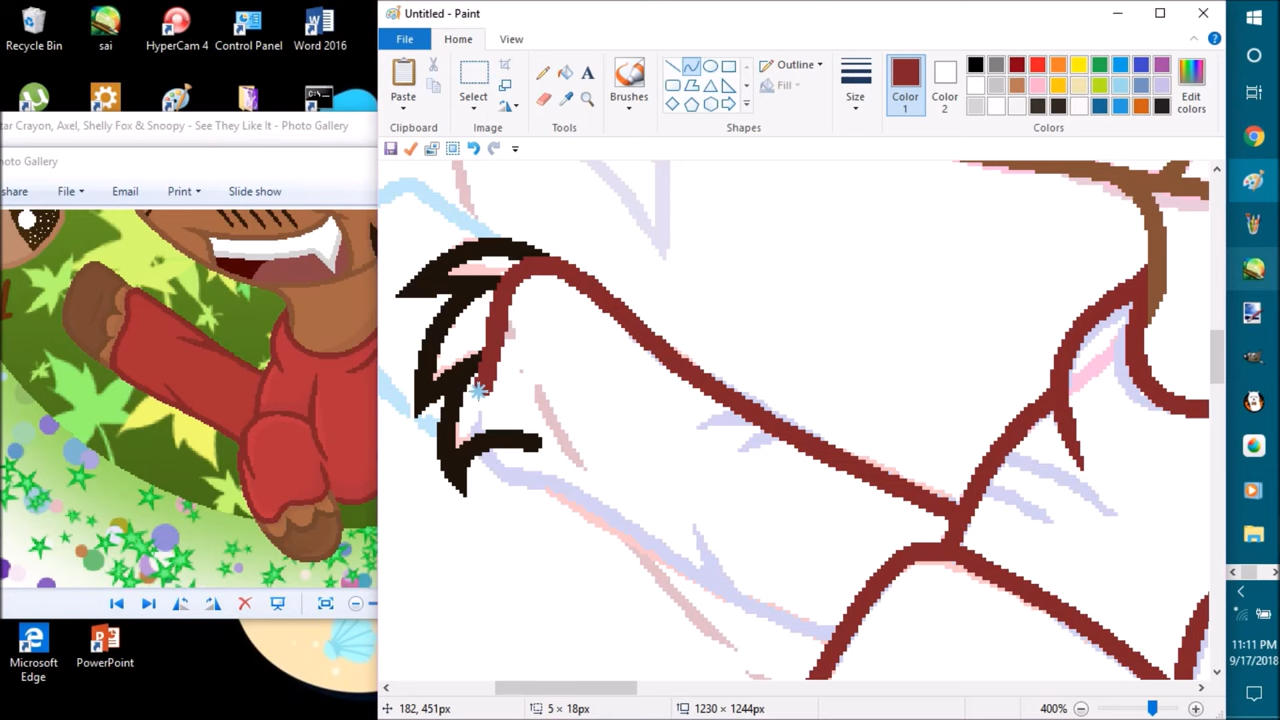 Recycle Bin
sai
HyperCam 4
Control Panel
Word 2016
tar Crayon, Axel, Shelly Fox & Snoopy - See They Like It - Photo Gallery
hoto Gallery
share
File
Email
Print
Slide show
Microsoft Edge
PowerPoint
Untitled - Paint
File
Home
View
Paste
Select
Brushes
Outline
Fill
Size
Color 1
Color 2
Edit colors
Clipboard
Image
Tools
Shapes
Colors
182, 451px
5 × 18px
1230 × 1244px
400%
11:11 PM
9/17/2018